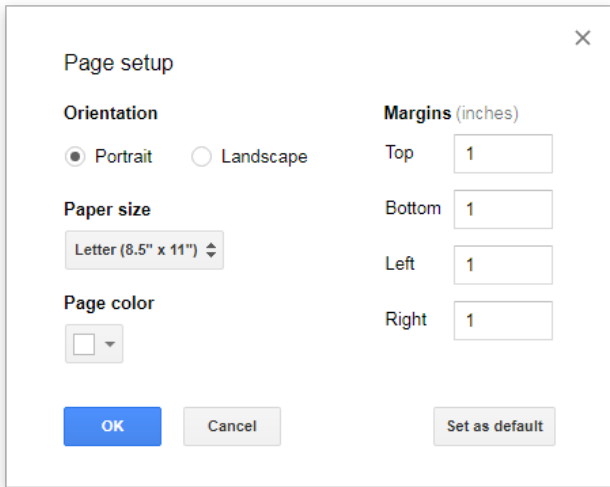 Page setup
Orientation
Portrait
Landscape
Paper size
Letter (8.5" x 11")
Page color
Margins (inches)
Top 1
Bottom 1
Left 1
Right 1
OK
Cancel
Set as default